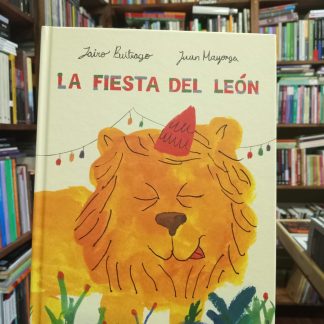 Jairo Buitrago Juan Mayorga
LA FIESTA DEL LEÓN